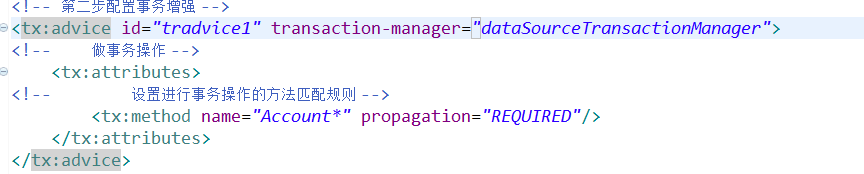 <!-- 第二步配置事务增强 -->
<tx:advice id="tradvice1" transaction-manager="dataSourceTransactionManager">
<!-- 做事务操作 -->
<tx:attributes>
<!-- 设置进行事务操作的方法匹配规则 -->
<tx:method name="Account*" propagation="REQUIRED"/>
</tx:attributes>
</tx:advice>